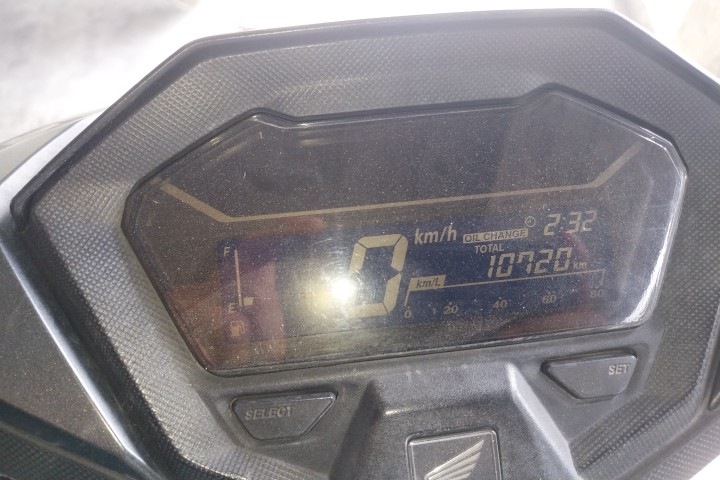 km/h OIL CHANGE 2:32
TOTAL
10720 km
F
0
km/L
E
0 20 40 60 80
SELECT
SET